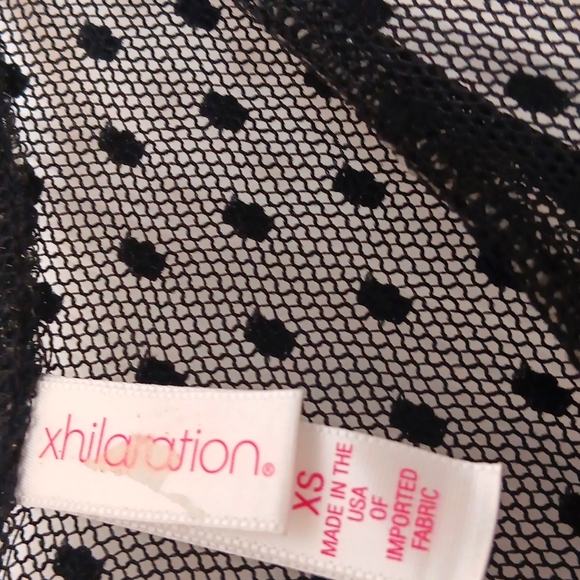 xhilaration®
XS
MADE IN THE
USA
OF
IMPORTED
FABRIC